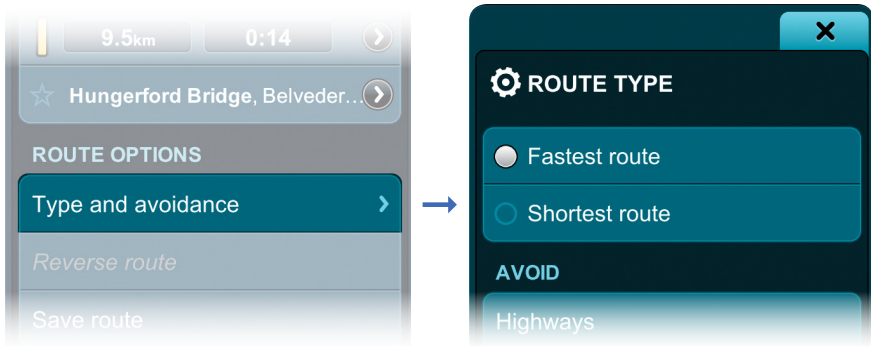 9.5km 0:14
Hungerford Bridge, Belveder...
ROUTE OPTIONS
Type and avoidance
Reverse route
Save route
ROUTE TYPE
Fastest route
Shortest route
AVOID
Highways